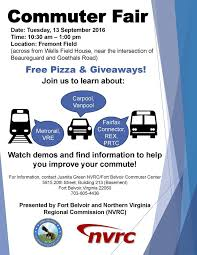 Commuter Fair
Date: Tuesday, 13 September 2016
Time: 10:30 am – 1:00 pm
Location: Fremont Field
(across from Wells Field House, near the intersection of
Beauregard and Goethals Road)
Free Pizza & Giveaways!
Join us to learn about:
Carpool,
Vanpool
Metrorail,
VRE
Fairfax
Connector,
REX,
PRTC
Watch demos and find information to help
you improve your commute!
For Information, contact Juanita Green NVRC/Fort Belvoir Commuter Center
5815 20th Street, Building 213 (Basement)
Fort Belvoir, Virginia 22060
703-805-4438
Presented by Fort Belvoir and Northern Virginia
Regional Commission (NVRC)
nvrc